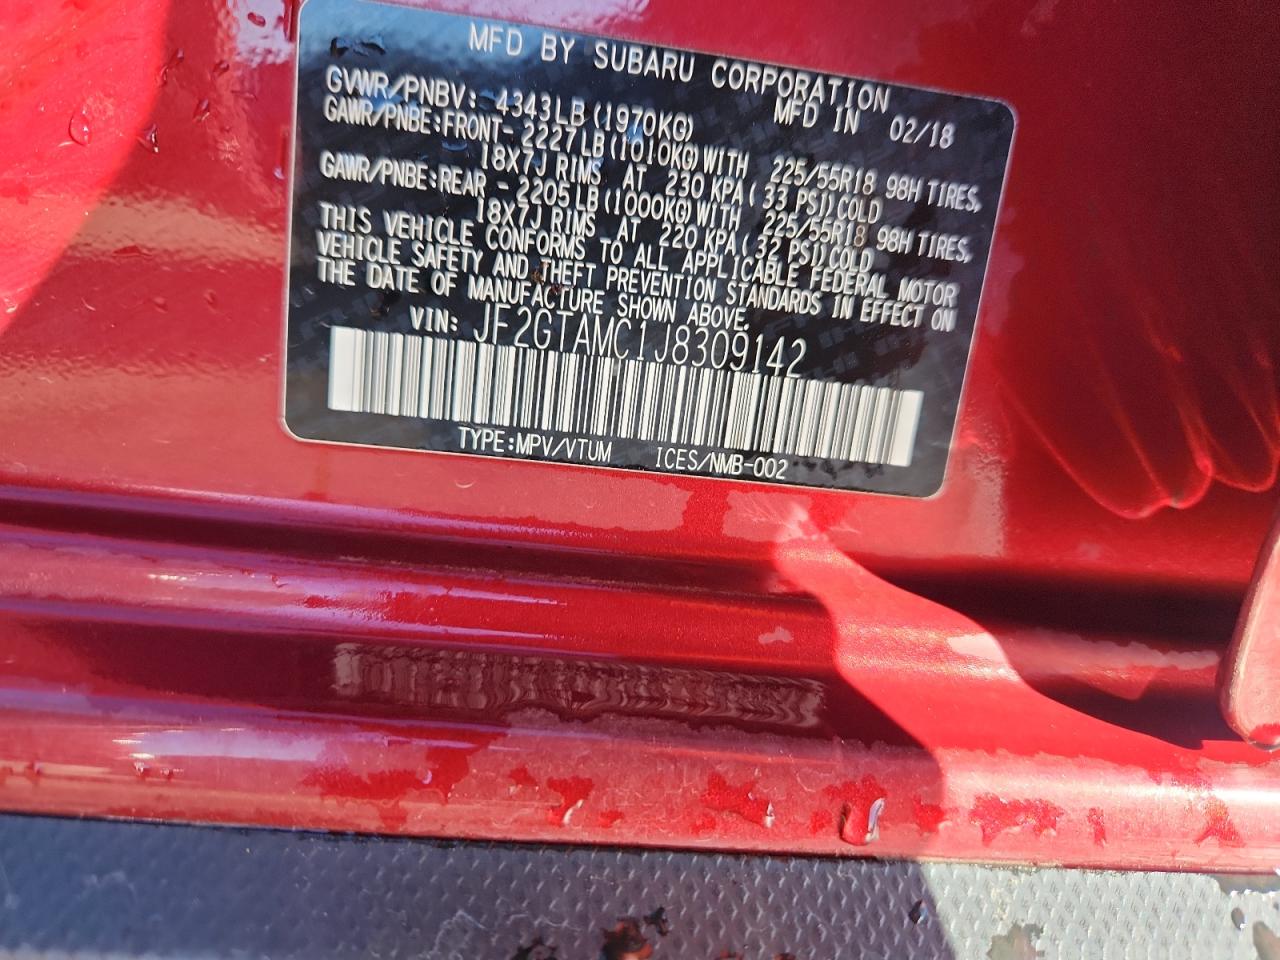 MFD BY SUBARU CORPORATION
GVWR/PNBV: 4343LB(1970KG) MFD IN 02/18
GAWR/PNBE:FRONT- 2227LB(1010KG)WITH 225/55R18 98H TIRES,
18X7J RIMS AT 230 KPA( 33 PSI)COLD
GAWR/PNBE:REAR - 2205LB(1000KG)WITH 225/55R18 98H TIRES,
18X7J RIMS AT 220 KPA( 32 PSI)COLD
THIS VEHICLE CONFORMS TO ALL APPLICABLE FEDERAL MOTOR
VEHICLE SAFETY AND THEFT PREVENTION STANDARDS IN EFFECT ON
THE DATE OF MANUFACTURE SHOWN ABOVE.
VIN: JF2GTAMC1J8309142
TYPE:MPV/VTUM ICES/NMB-002